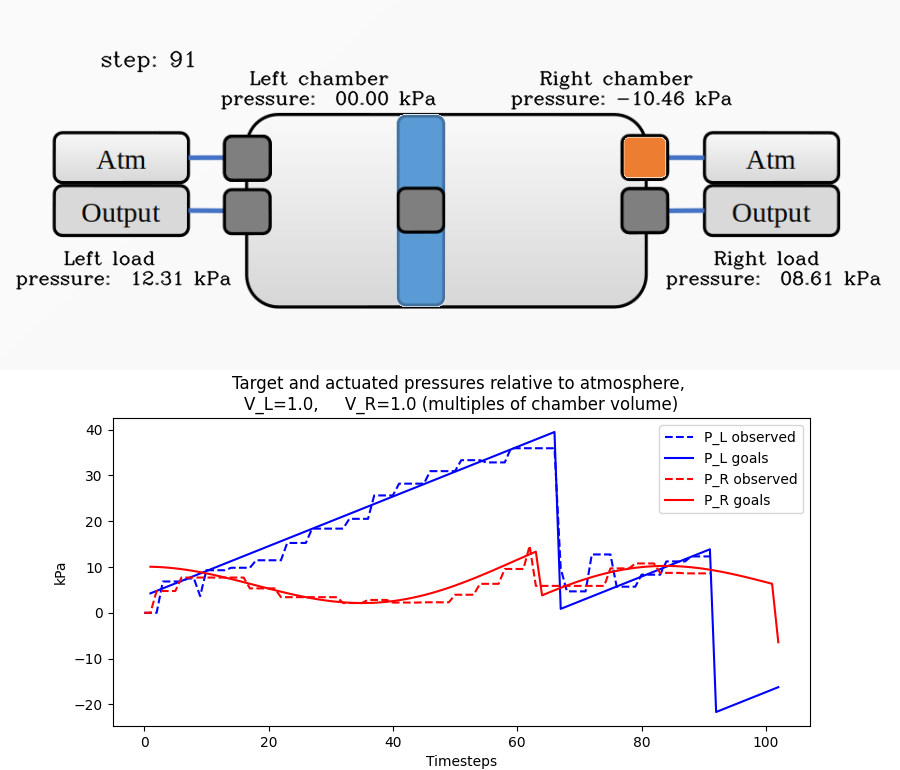 step: 91
Left chamber
pressure: 00.00 kPa
Right chamber
pressure: −10.46 kPa
Atm
Output
Atm
Output
Left load
pressure: 12.31 kPa
Right load
pressure: 08.61 kPa
Target and actuated pressures relative to atmosphere,
V_L=1.0, V_R=1.0 (multiples of chamber volume)
P_L observed
P_L goals
P_R observed
P_R goals
kPa
40
30
20
10
0
−10
−20
0 20 40 60 80 100
Timesteps